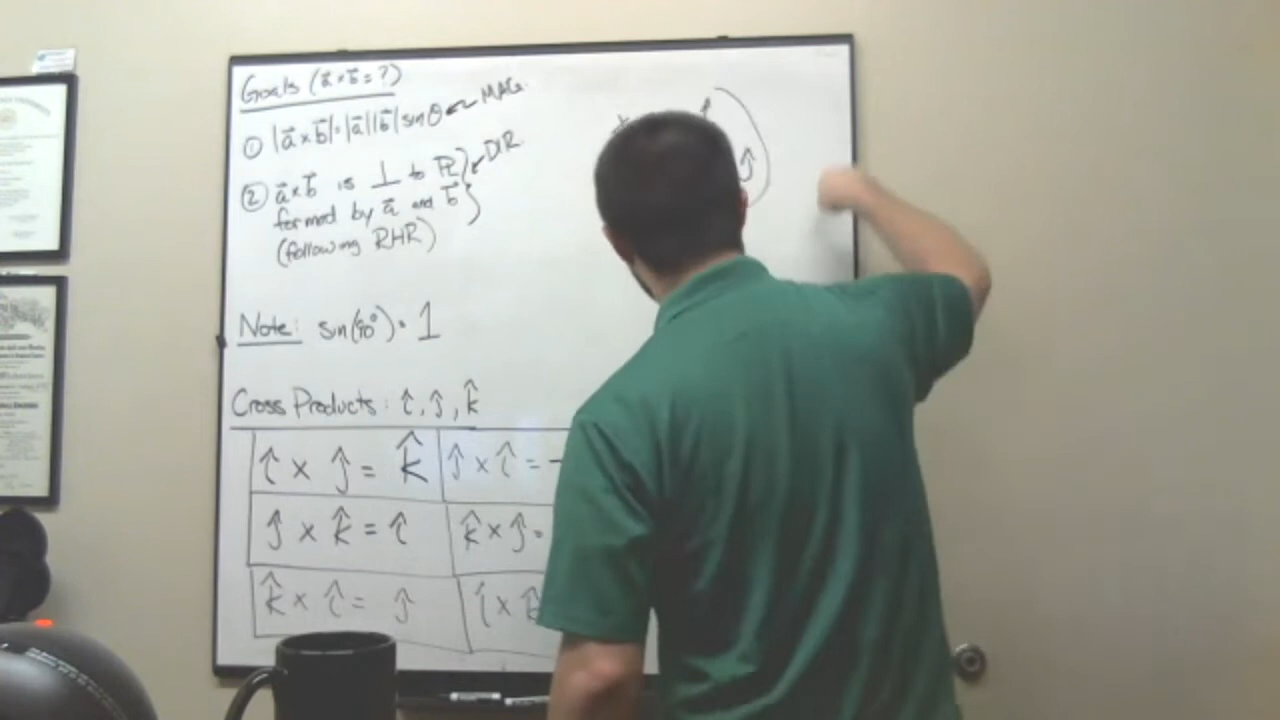 Goals (a⃗ × b⃗ = ?)
① |a⃗ × b⃗| = |a⃗||b⃗| sin θ ← MAG.
② a⃗ × b⃗ is ⊥ to ← DIR.
formed by a⃗ and b⃗
(following RHR)
ĵ
Note: sin(90°) = 1
Cross Products: î, ĵ, k̂
î × ĵ = k̂ ĵ × î = -
ĵ × k̂ = î k̂ × ĵ =
k̂ × î = ĵ î × k̂